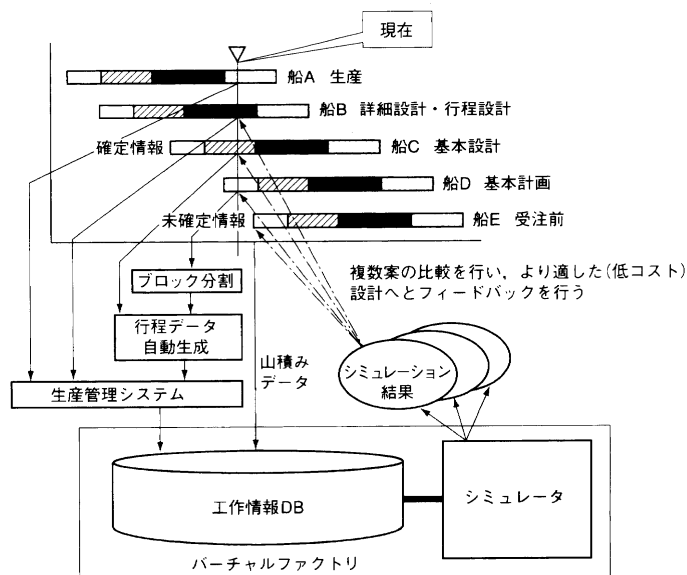 現在
船A 生産
船B 詳細設計・行程設計
確定情報
船C 基本設計
船D 基本計画
未確定情報
船E 受注前
複数案の比較を行い，より適した(低コスト)
設計へとフィードバックを行う
ブロック分割
行程データ
自動生成
山積み
データ
シミュレーション
結果
生産管理システム
工作情報DB
シミュレータ
バーチャルファクトリ